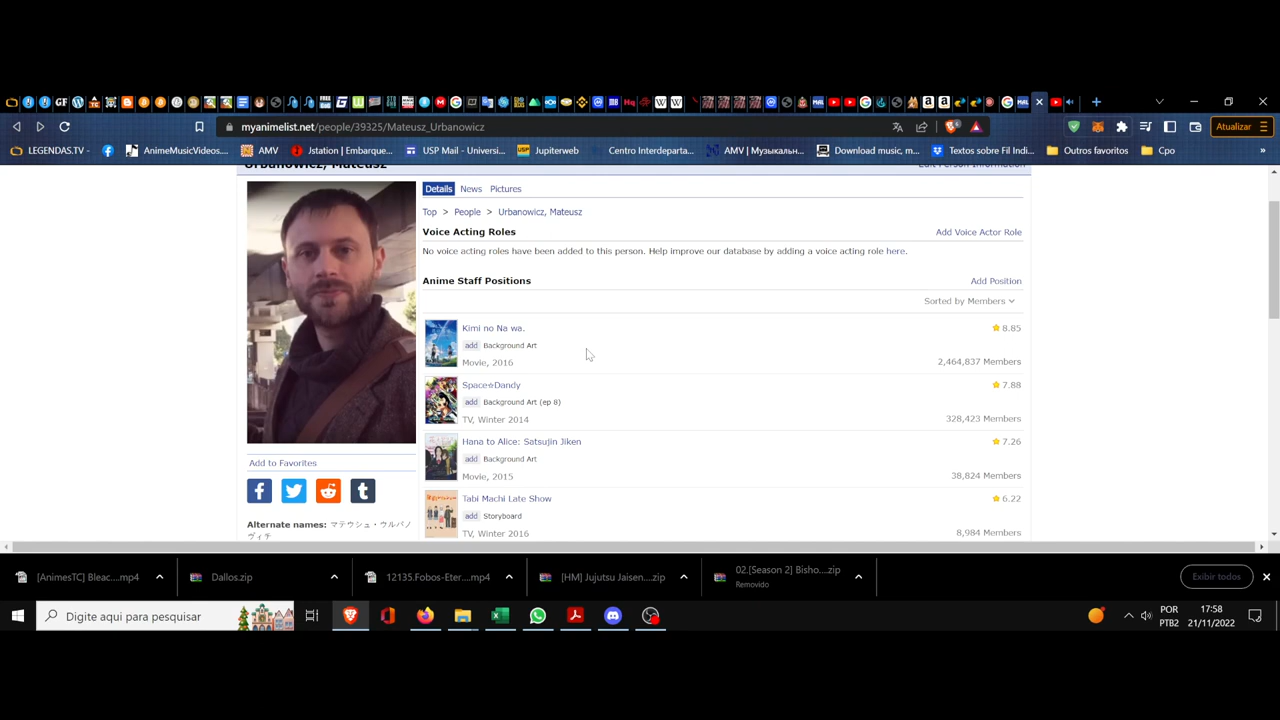 myanimelist.net/people/39325/Mateusz_Urbanowicz
Atualizar
LEGENDAS.TV
AnimeMusicVideos...
AMV
Jstation | Embarque...
USP Mail - Universi...
Jupiterweb
Centro Interdeparta...
AMV | Музыкальн...
Download music, m...
Textos sobre Fil Indi...
Outros favoritos
Cpo
Urbanowicz, Mateusz
Edit Person Information
Details
News
Pictures
Top > People > Urbanowicz, Mateusz
Voice Acting Roles
Add Voice Actor Role
No voice acting roles have been added to this person. Help improve our database by adding a voice acting role here.
Anime Staff Positions
Add Position
Sorted by Members
Kimi no Na wa.
8.85
add Background Art
Movie, 2016
2,464,837 Members
Space☆Dandy
7.88
add Background Art (ep 8)
TV, Winter 2014
328,423 Members
Hana to Alice: Satsujin Jiken
7.26
add Background Art
Movie, 2015
38,824 Members
Tabi Machi Late Show
6.22
add Storyboard
TV, Winter 2016
8,984 Members
Add to Favorites
Alternate names: マテウシュ・ウルバノ
ヴィチ
[AnimesTC] Bleac....mp4
Dallos.zip
12135.Fobos-Eter....mp4
[HM] Jujutsu Jaisen....zip
02.[Season 2] Bisho....zip
Removido
Exibir todos
Digite aqui para pesquisar
POR
PTB2
17:58
21/11/2022